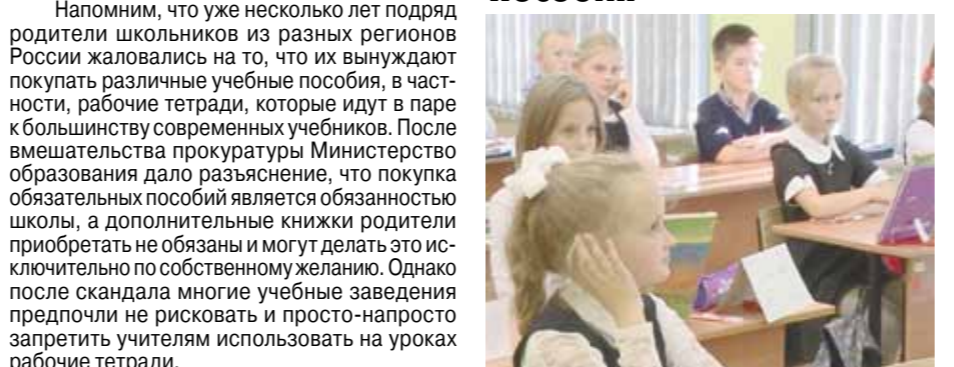 Напомним, что уже несколько лет подряд
родители школьников из разных регионов
России жаловались на то, что их вынуждают
покупать различные учебные пособия, в част-
ности, рабочие тетради, которые идут в паре
к большинству современных учебников. После
вмешательства прокуратуры Министерство
образования дало разъяснение, что покупка
обязательных пособий является обязанностью
школы, а дополнительные книжки родители
приобретать не обязаны и могут делать это ис-
ключительно по собственному желанию. Однако
после скандала многие учебные заведения
предпочли не рисковать и просто-напросто
запретить учителям использовать на уроках
рабочие тетради.